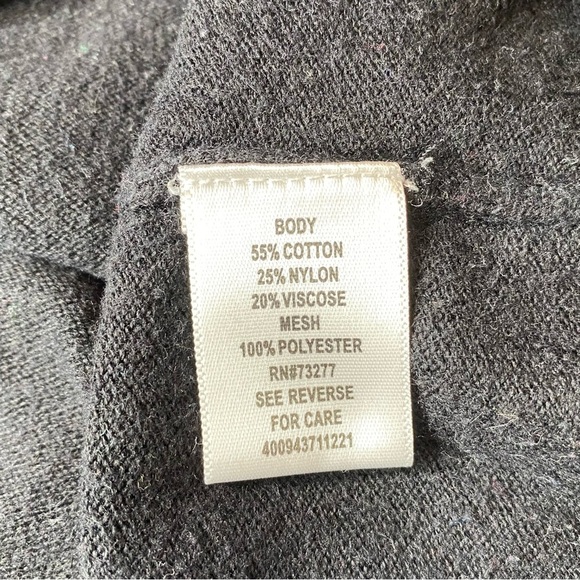 BODY
55% COTTON
25% NYLON
20% VISCOSE
MESH
100% POLYESTER
RN#73277
SEE REVERSE
FOR CARE
400943711221